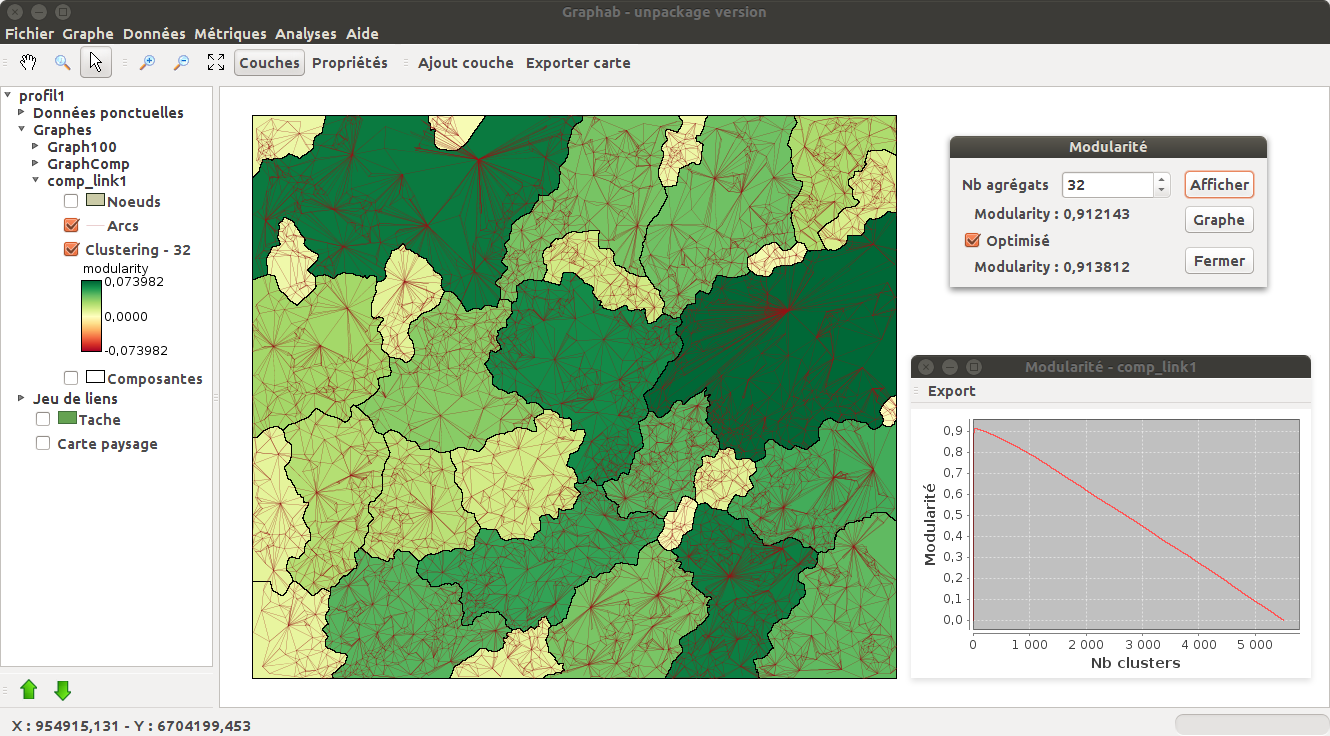 Graphab - unpackage version
Fichier Graphe Données Métriques Analyses Aide
Couches Propriétés Ajout couche Exporter carte
profil1
Données ponctuelles
Graphes
Graph100
GraphComp
comp_link1
Noeuds
Arcs
Clustering - 32
modularity
0,073982
0,0000
-0,073982
Composantes
Jeu de liens
Tache
Carte paysage
Modularité
Nb agrégats 32 Afficher
Modularity : 0,912143
Graphe
Optimisé
Modularity : 0,913812
Fermer
Modularité - comp_link1
Export
Modularité
0,9
0,8
0,7
0,6
0,5
0,4
0,3
0,2
0,1
0,0
0 1 000 2 000 3 000 4 000 5 000
Nb clusters
X : 954915,131 - Y : 6704199,453